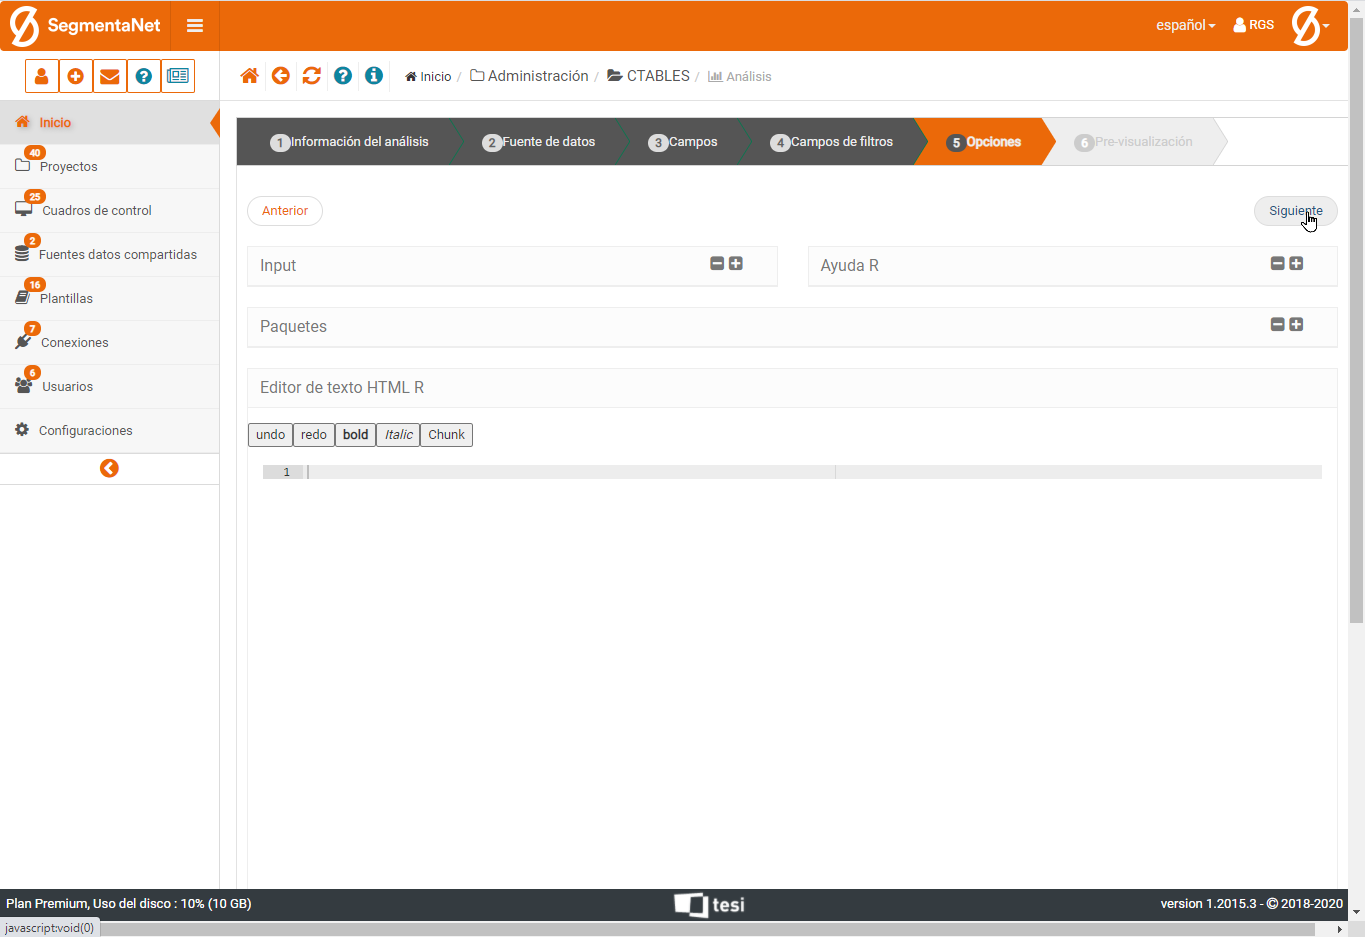 SegmentaNet
español
RGS
Inicio / Administración / CTABLES / Análisis
Inicio
40
Proyectos
25
Cuadros de control
2
Fuentes datos compartidas
16
Plantillas
7
Conexiones
6
Usuarios
Configuraciones
1 Información del análisis
2 Fuente de datos
3 Campos
4 Campos de filtros
5 Opciones
6 Pre-visualización
Anterior
Siguiente
Input
Ayuda R
Paquetes
Editor de texto HTML R
undo redo bold Italic Chunk
1
Plan Premium, Uso del disco : 10% (10 GB)
tesi
version 1.2015.3 - © 2018-2020
javascript:void(0)